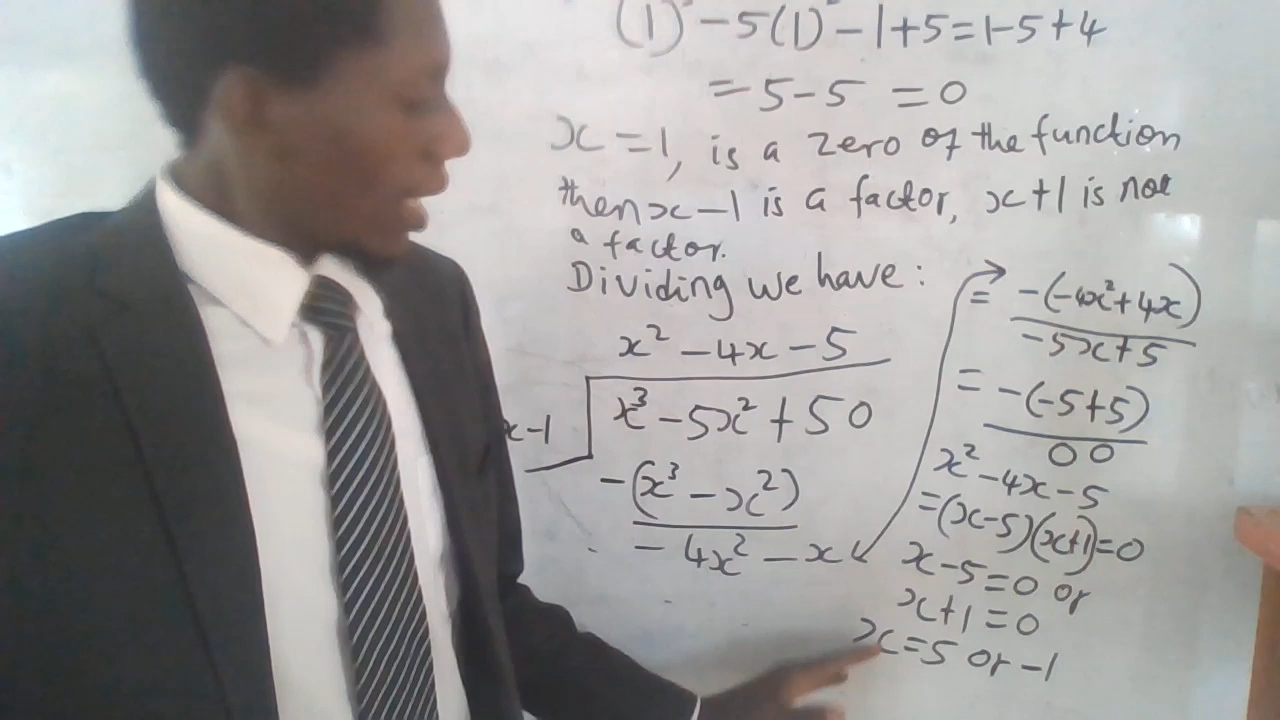 (1)³ -5(1)² -1+5=1-5+4
=5-5 =0
x=1, is a zero of the function
then x-1 is a factor, x+1 is not
a factor.
Dividing we have:
x² -4x -5
x-1
x³ -5x² +50
-(x³ -x²)
-4x² -x
= -(-4x²+4x)
-5x+5
= -(-5+5)
00
x² -4x -5
=(x-5)(x+1)=0
x-5=0 or
x+1=0
x=5 or -1